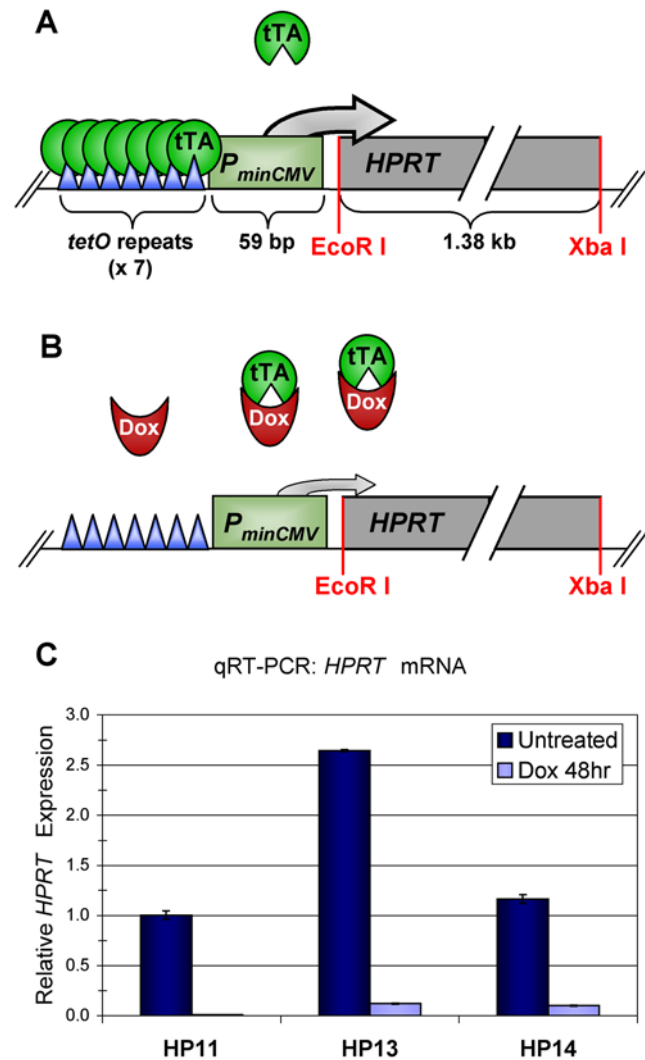 A
tTA
tTA
P minCMV
HPRT
tetO repeats
(x 7)
59 bp
EcoR I
1.38 kb
Xba I
B
Dox
tTA
Dox
tTA
Dox
P minCMV
HPRT
EcoR I
Xba I
C
qRT-PCR: HPRT mRNA
Relative HPRT Expression
3.0
2.5
2.0
1.5
1.0
0.5
0.0
Untreated
Dox 48hr
HP11
HP13
HP14